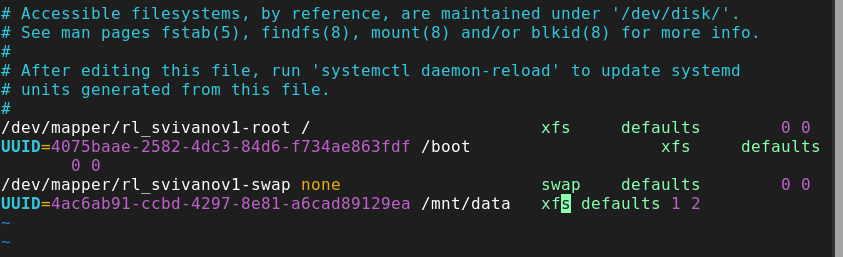 # Accessible filesystems, by reference, are maintained under '/dev/disk/'.
# See man pages fstab(5), findfs(8), mount(8) and/or blkid(8) for more info.
#
# After editing this file, run 'systemctl daemon-reload' to update systemd
# units generated from this file.
#
/dev/mapper/rl_svivanov1-root /                       xfs     defaults        0 0
UUID=4075baae-2582-4dc3-84d6-f734ae863fdf /boot                   xfs     defaults
       0 0
/dev/mapper/rl_svivanov1-swap none                    swap    defaults        0 0
UUID=4ac6ab91-ccbd-4297-8e81-a6cad89129ea /mnt/data   xfs defaults 1 2
~
~